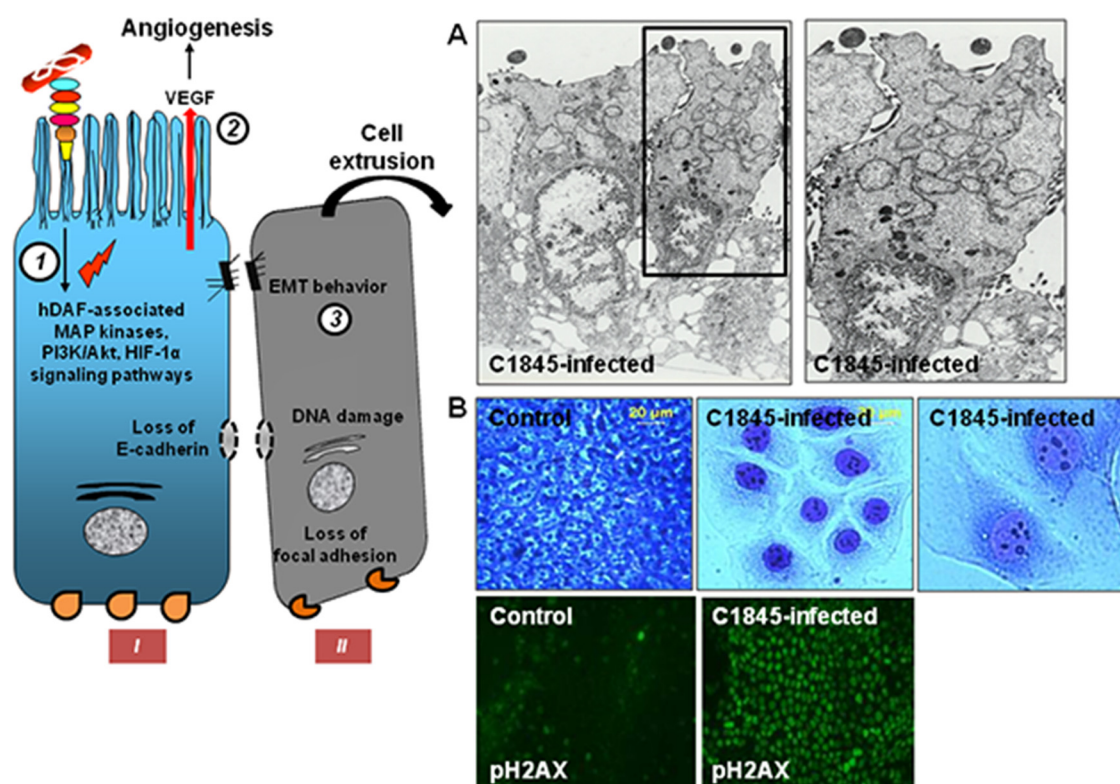 Angiogenesis
VEGF
2
Cell
extrusion
1
hDAF-associated
MAP kinases,
PI3K/Akt, HIF-1α
signaling pathways
EMT behavior
3
Loss of
E-cadherin
DNA damage
Loss of
focal adhesion
I
II
A
C1845-infected
C1845-infected
B
Control
20 µm
C1845-infected
C1845-infected
Control
pH2AX
C1845-infected
pH2AX